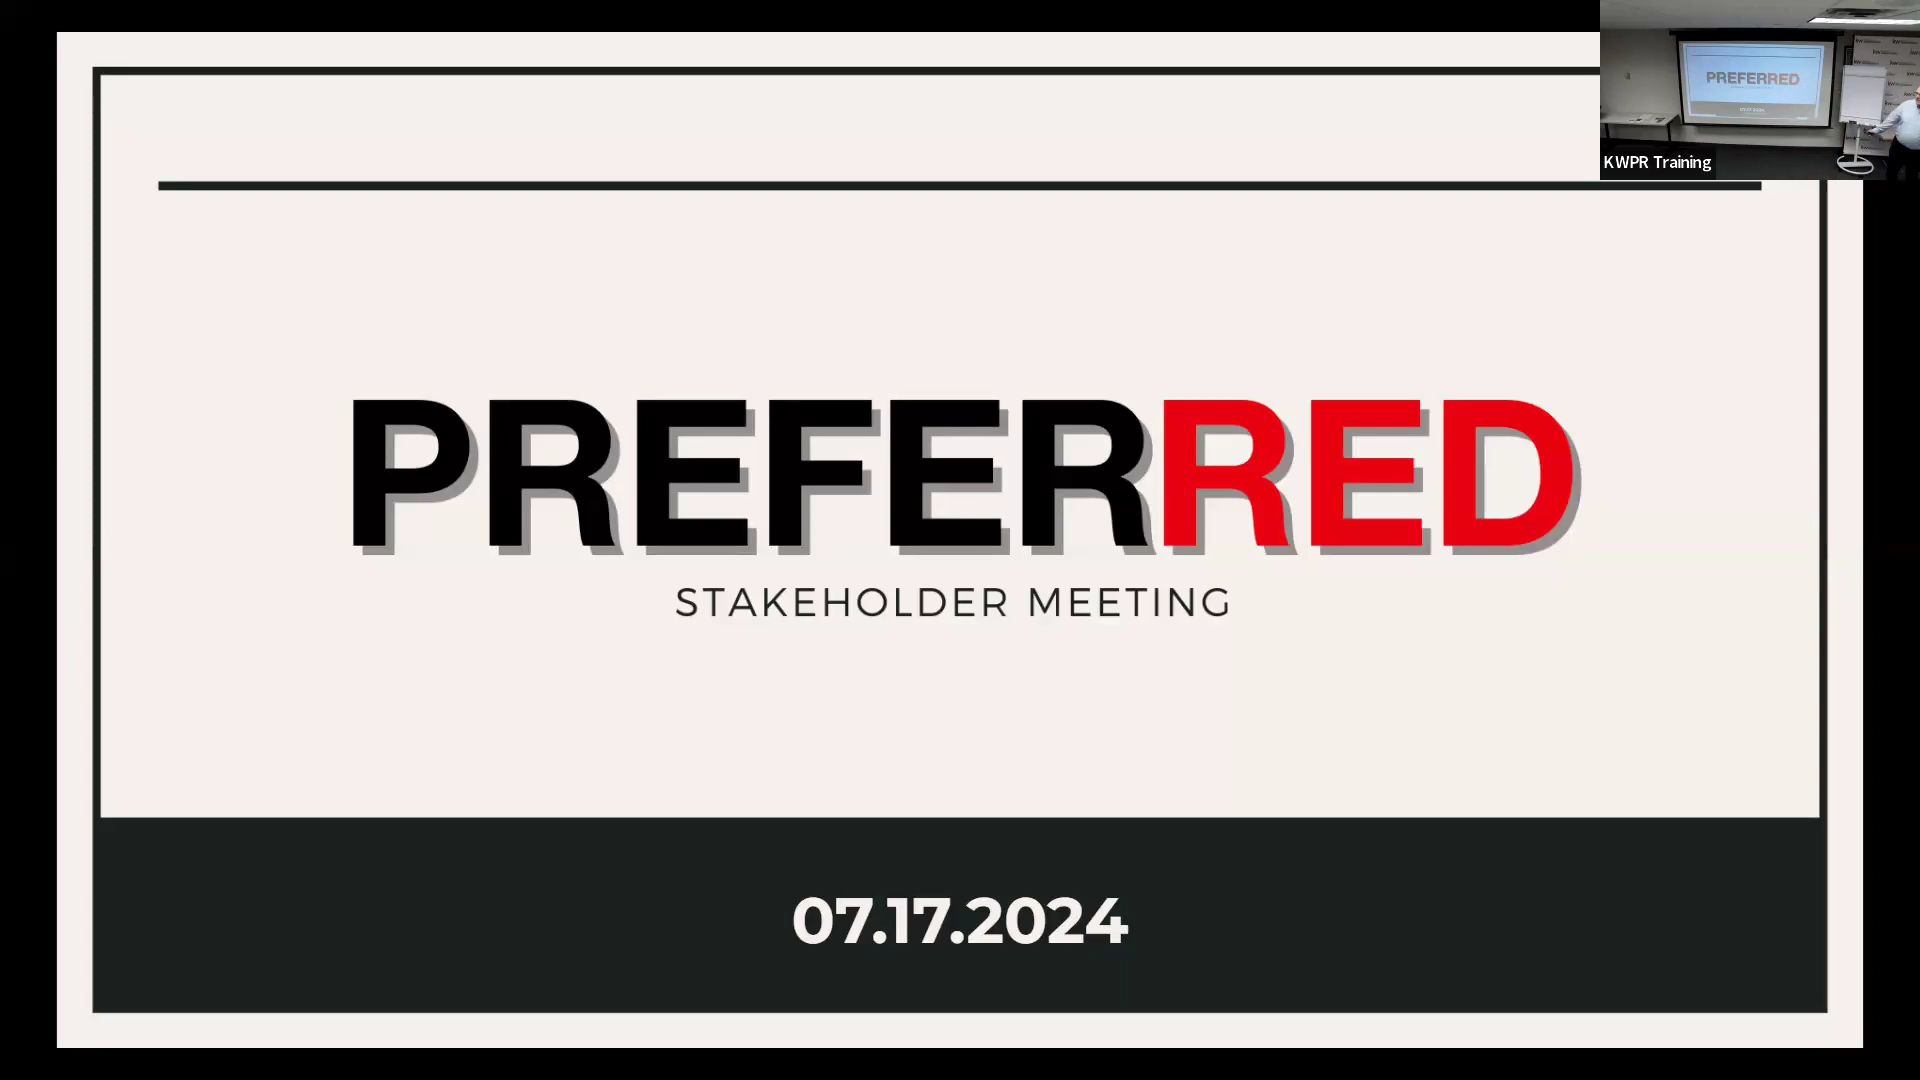 PREFERRED
STAKEHOLDER MEETING
07.17.2024
PREFERRED
KWPR Training